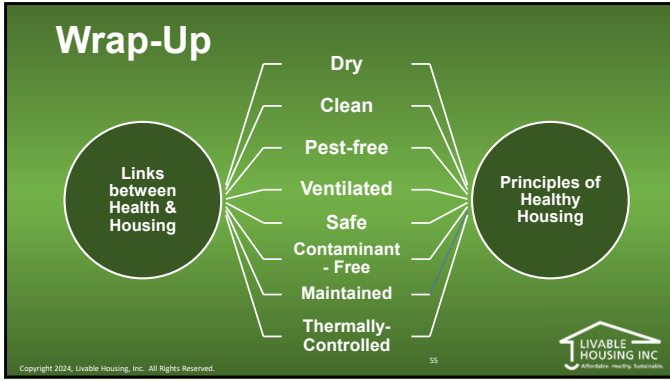 Wrap-Up
Links
between
Health &
Housing
Dry
Clean
Pest-free
Ventilated
Safe
Contaminant
- Free
Maintained
Thermally-
Controlled
Principles of
Healthy
Housing
Copyright 2024, Livable Housing, Inc. All Rights Reserved.
55
LIVABLE
HOUSING INC
Affordable. Healthy. Sustainable.